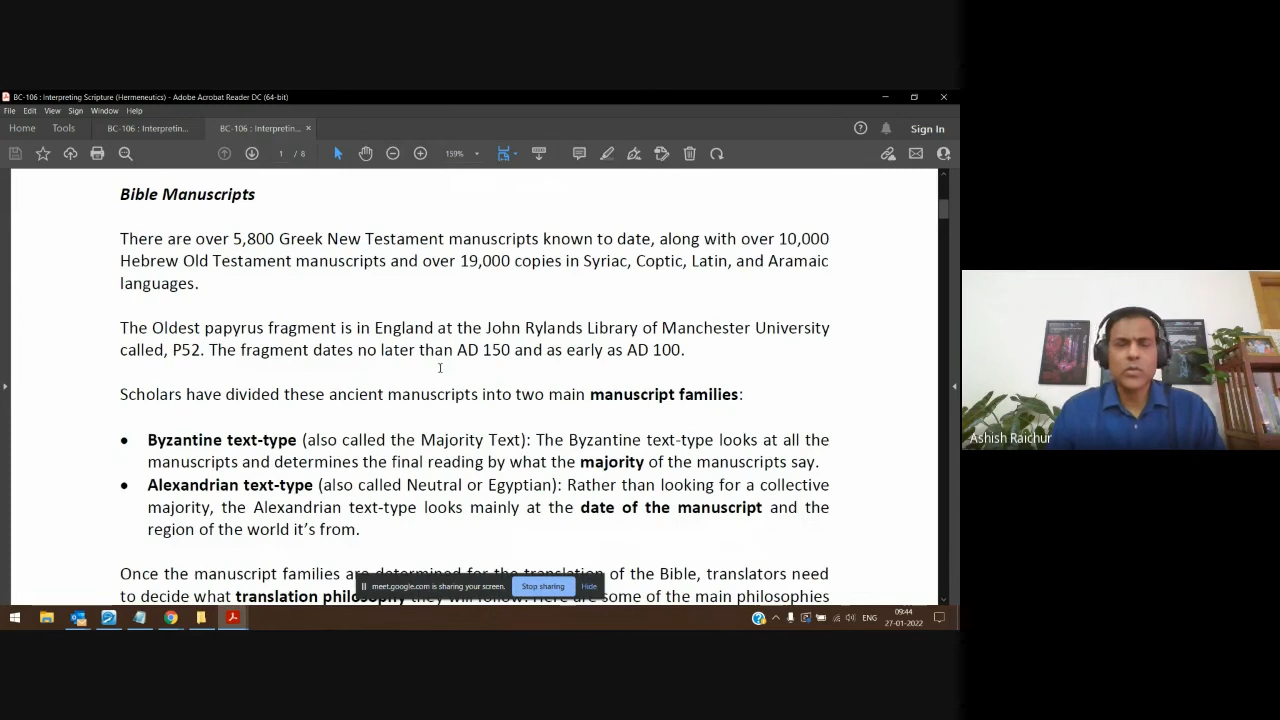 BC-106 : Interpreting Scripture (Hermeneutics) - Adobe Acrobat Reader DC (64-bit)
File Edit View Sign Window Help
Home Tools BC-106 : Interpretin... BC-106 : Interpretin... × Sign In
1 / 8 159%
Bible Manuscripts
There are over 5,800 Greek New Testament manuscripts known to date, along with over 10,000
Hebrew Old Testament manuscripts and over 19,000 copies in Syriac, Coptic, Latin, and Aramaic
languages.
The Oldest papyrus fragment is in England at the John Rylands Library of Manchester University
called, P52. The fragment dates no later than AD 150 and as early as AD 100.
Scholars have divided these ancient manuscripts into two main manuscript families:
• Byzantine text-type (also called the Majority Text): The Byzantine text-type looks at all the
manuscripts and determines the final reading by what the majority of the manuscripts say.
• Alexandrian text-type (also called Neutral or Egyptian): Rather than looking for a collective
majority, the Alexandrian text-type looks mainly at the date of the manuscript and the
region of the world it's from.
Once the manuscript families are determined for the translation of the Bible, translators need
to decide what translation philosophy they will follow. Here are some of the main philosophies
meet.google.com is sharing your screen. Stop sharing Hide
Ashish Raichur
ENG
09:44
27-01-2022